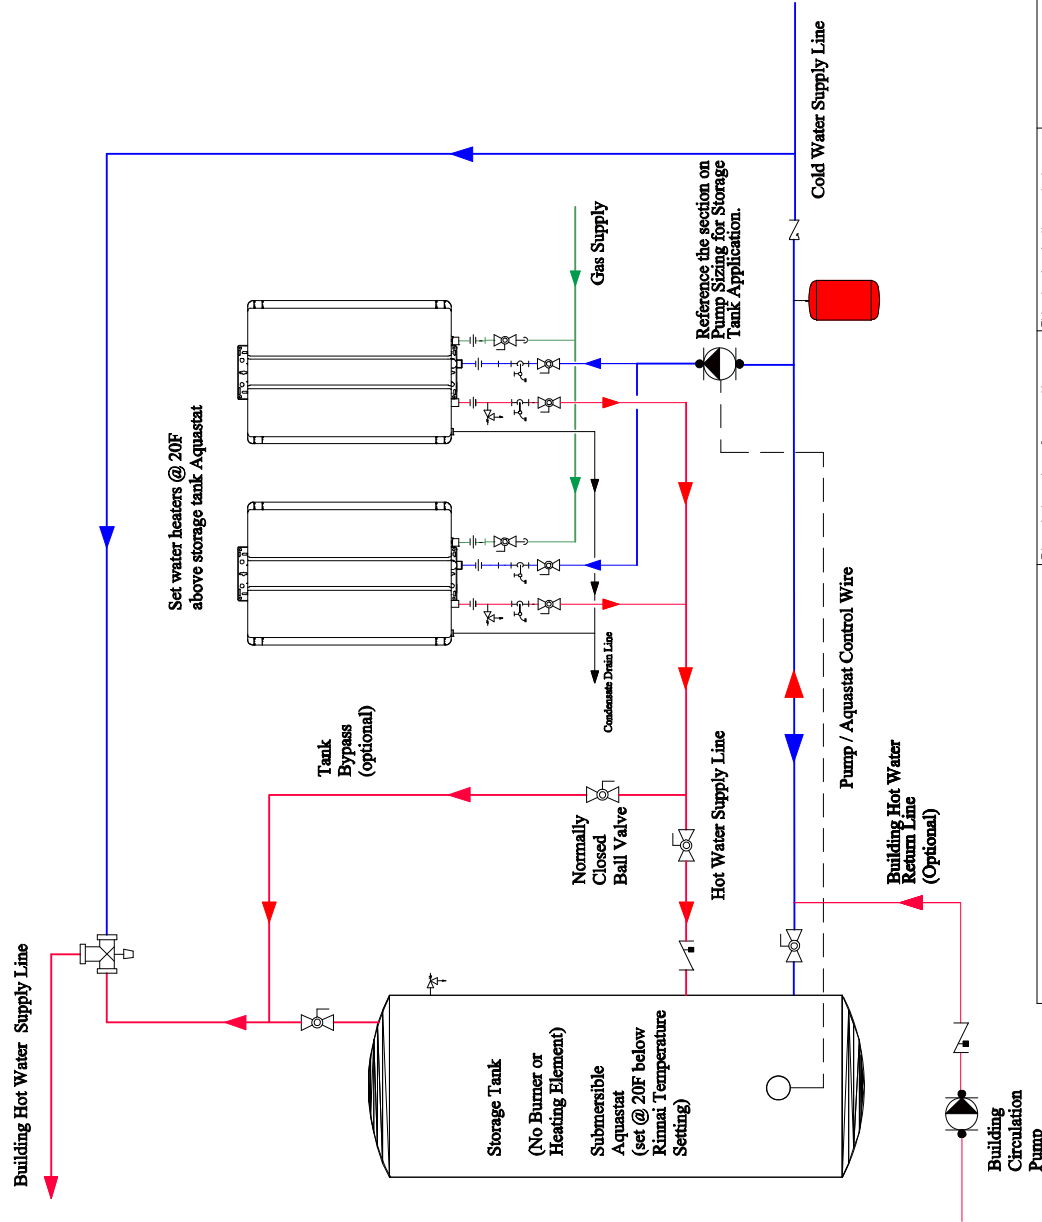 Building Hot Water  Supply Line
Set water heaters @ 20F
above storage tank Aquastat
Cold Water Supply Line
Gas Supply
Reference the section on
Pump Sizing for Storage
Tank Application.
Condensate Drain Line
Tank
Bypass
(optional)
Normally
Closed
Ball Valve
Hot Water Supply Line
Pump / Aquastat Control Wire
Building Hot Water
Return Line
(Optional)
Storage Tank
(No Burner or
Heating Element)
Submersible
Aquastat
(set @ 20F below
Rinnai Temperature
Setting)
Building
Circulation
Pump